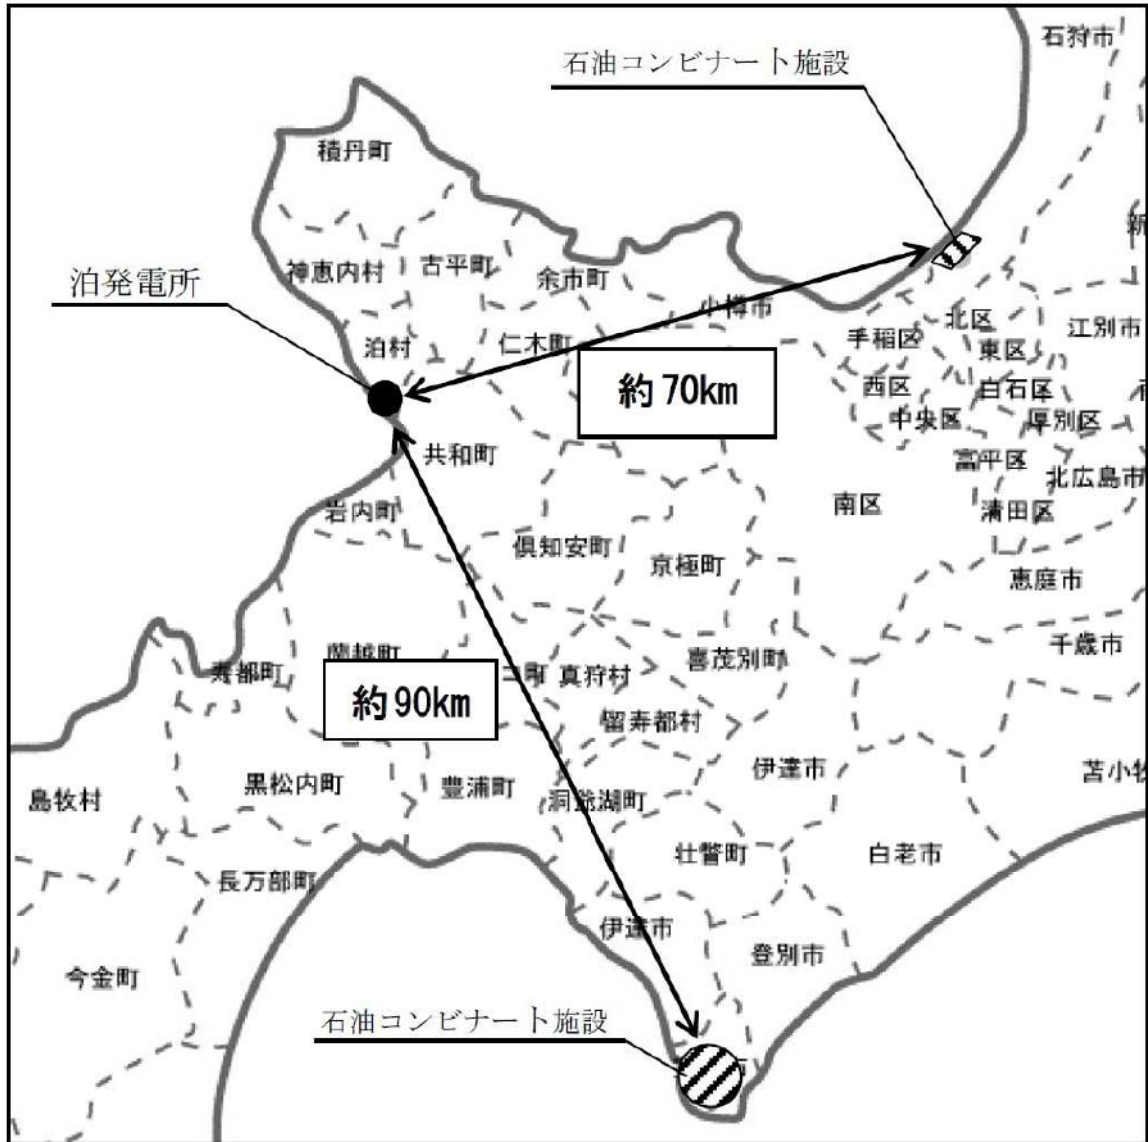 石狩市
石油コンビナート施設
積丹町
新
神恵内村
古平町
余市町
泊発電所
小樽市
北区
江別市
手稲区
泊村
仁木町
東区
約70km
西区
白石区
中央区
厚別区
共和町
富平区
北広島市
岩内町
南区
清田区
倶知安町
京極町
恵庭市
千歳市
蘭越町
喜茂別町
寿都町
コ町
真狩村
約90km
留寿都村
伊達市
苫小牧
黒松内町
豊浦町
洞爺湖町
島牧村
壮瞥町
白老市
長万部町
伊達市
登別市
今金町
石油コンビナート施設